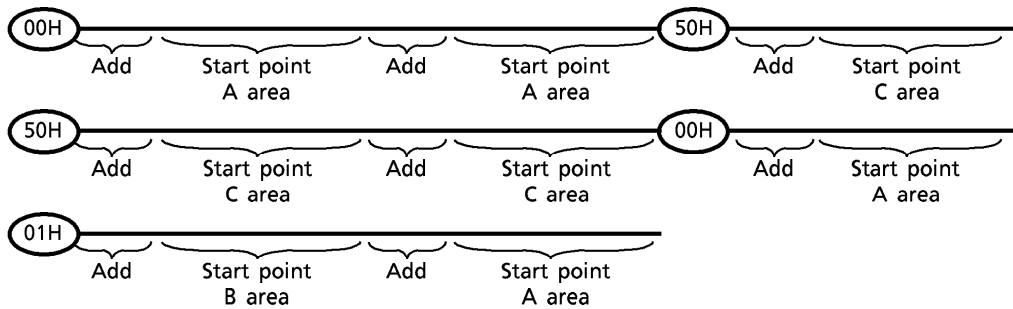 00H 50H
Add Start point Add Start point Add Start point
A area A area C area
50H 00H
Add Start point Add Start point Add Start point
C area C area A area
01H
Add Start point Add Start point
B area A area